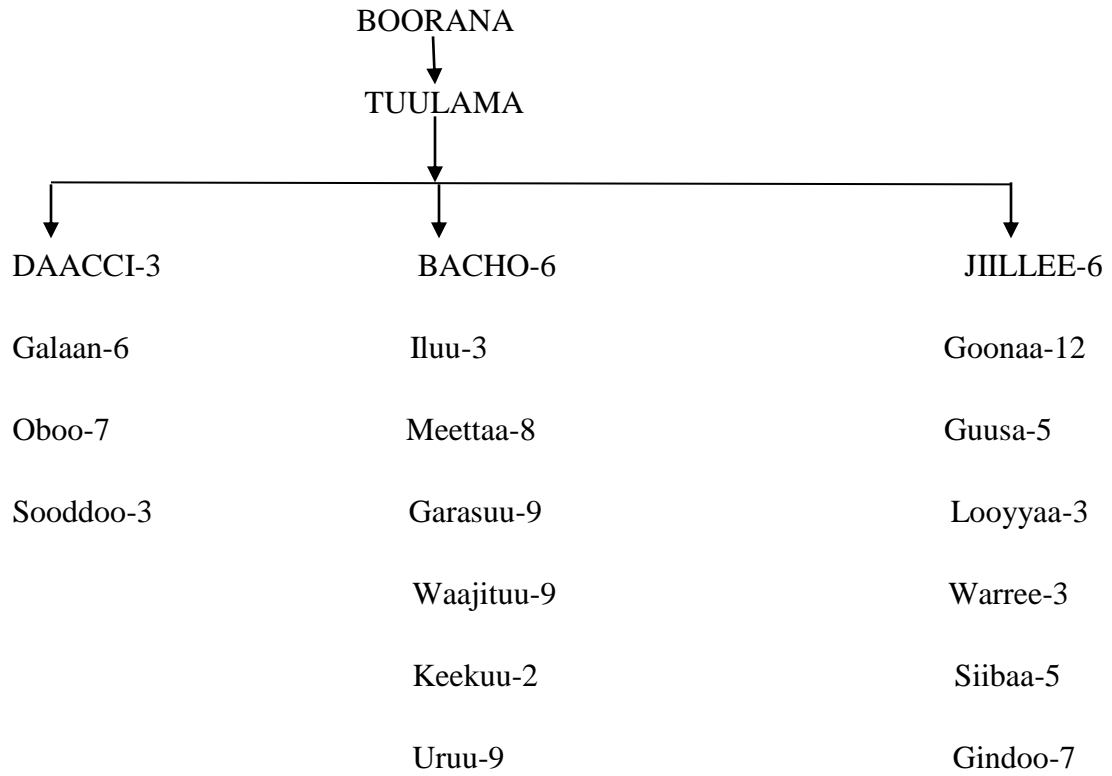 BOORANA
TUULAMA
DAACCI-3 BACHO-6 JIILLEE-6
Galaan-6 Iluu-3 Goonaa-12
Oboo-7 Meettaa-8 Guusa-5
Sooddoo-3 Garasuu-9 Looyyaa-3
Waajituu-9 Warree-3
Keekuu-2 Siibaa-5
Uruu-9 Gindoo-7